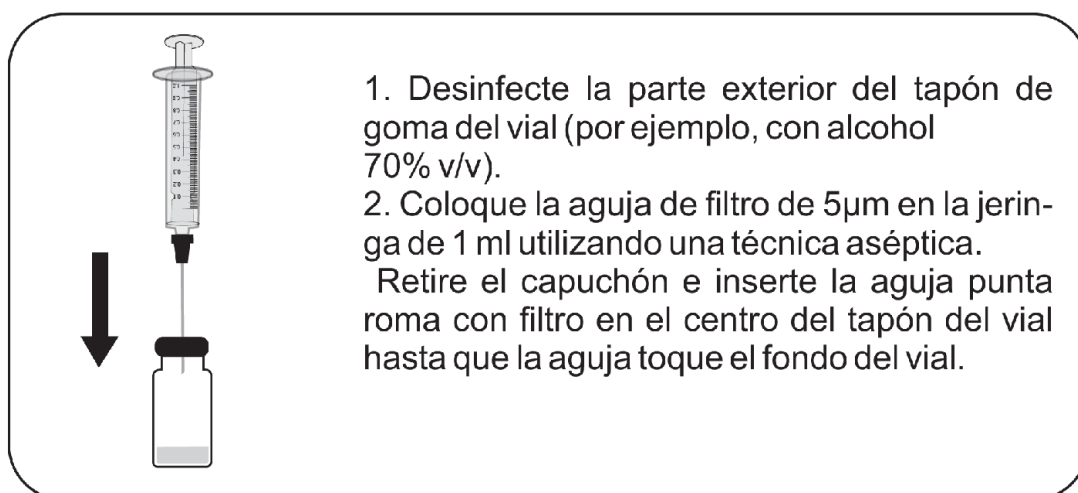 1. Desinfecte la parte exterior del tapón de
goma del vial (por ejemplo, con alcohol
70% v/v).
2. Coloque la aguja de filtro de 5µm en la jerin-
ga de 1 ml utilizando una técnica aséptica.
Retire el capuchón e inserte la aguja punta
roma con filtro en el centro del tapón del vial
hasta que la aguja toque el fondo del vial.